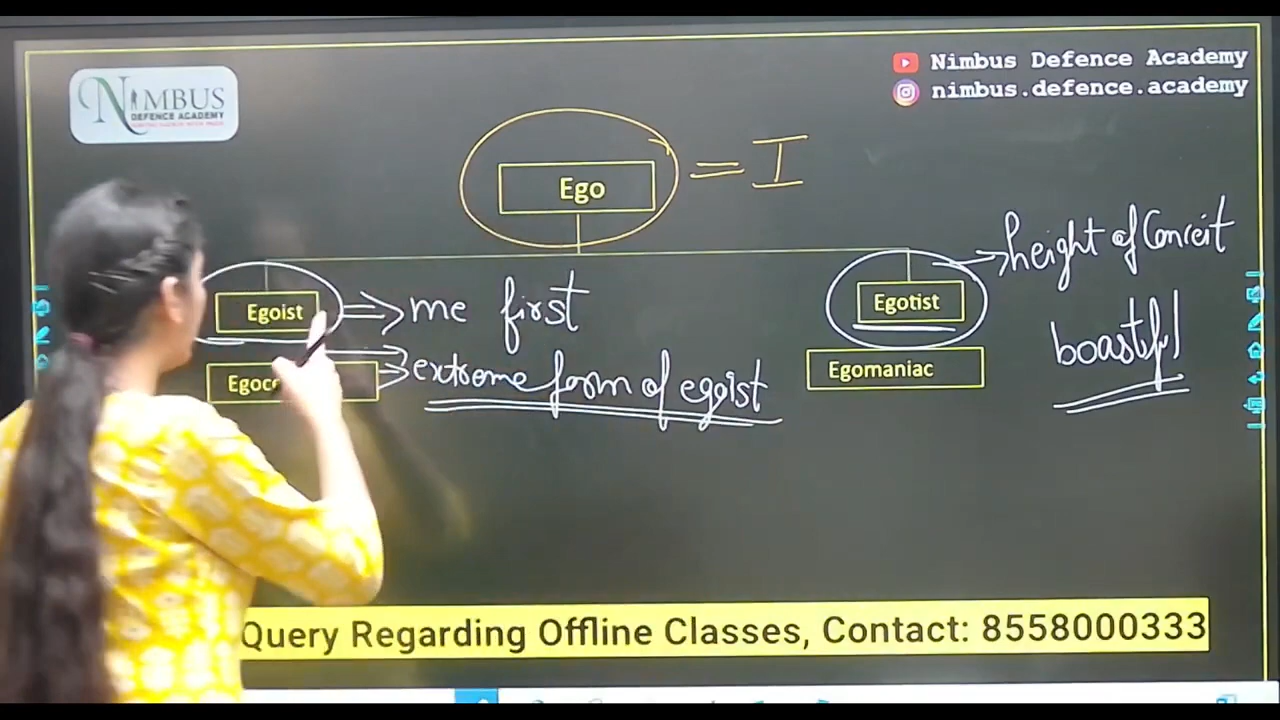 Nimbus Defence Academy
nimbus.defence.academy
NIMBUS
DEFENCE ACADEMY
Ego = I
Egoist => me first
Egotist → height of Conceit
boastful
Egoce
extreme form of egoist
Egomaniac
Query Regarding Offline Classes, Contact: 8558000333